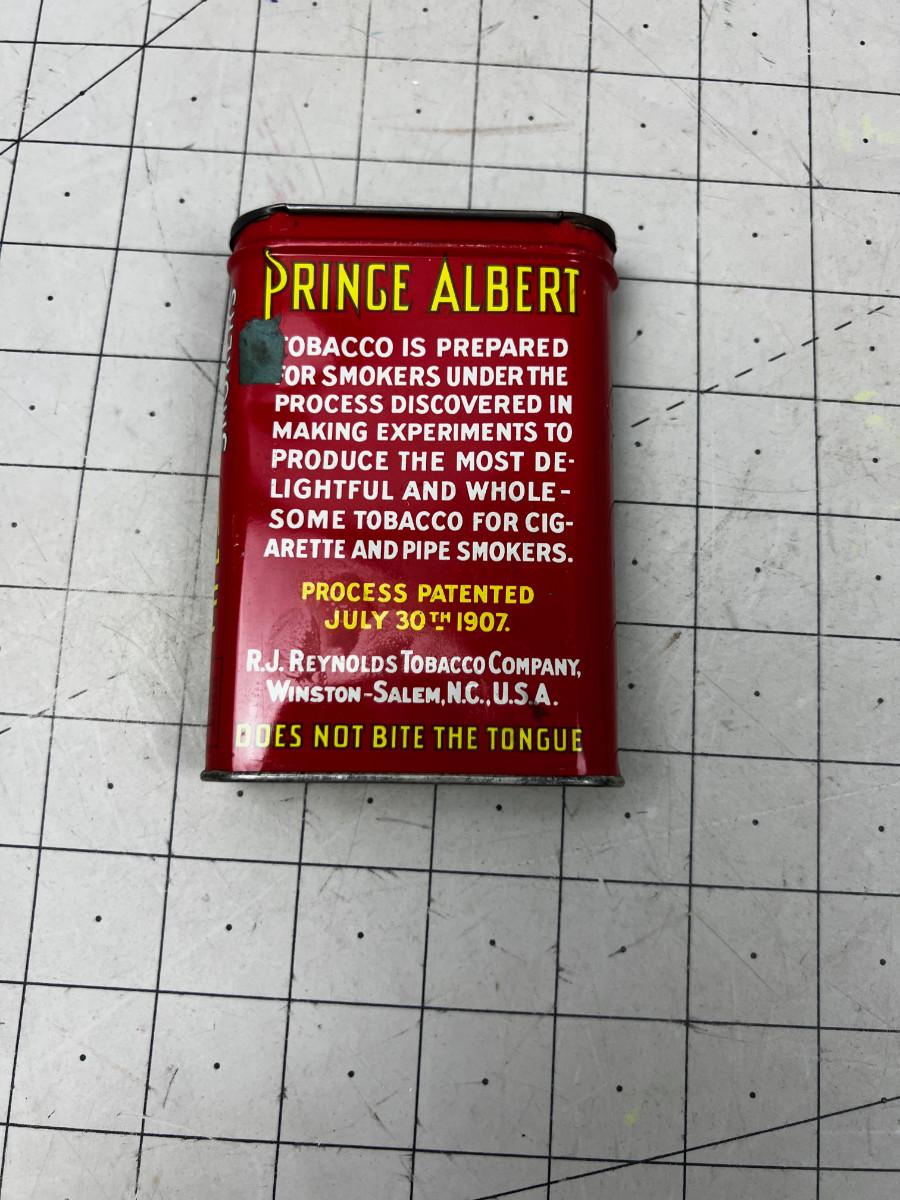 PRINCE ALBERT
TOBACCO IS PREPARED
FOR SMOKERS UNDER THE
PROCESS DISCOVERED IN
MAKING EXPERIMENTS TO
PRODUCE THE MOST DE-
LIGHTFUL AND WHOLE-
SOME TOBACCO FOR CIG-
ARETTE AND PIPE SMOKERS.
PROCESS PATENTED
JULY 30TH 1907.
R.J. REYNOLDS TOBACCO COMPANY,
WINSTON-SALEM, N.C., U.S.A.
DOES NOT BITE THE TONGUE